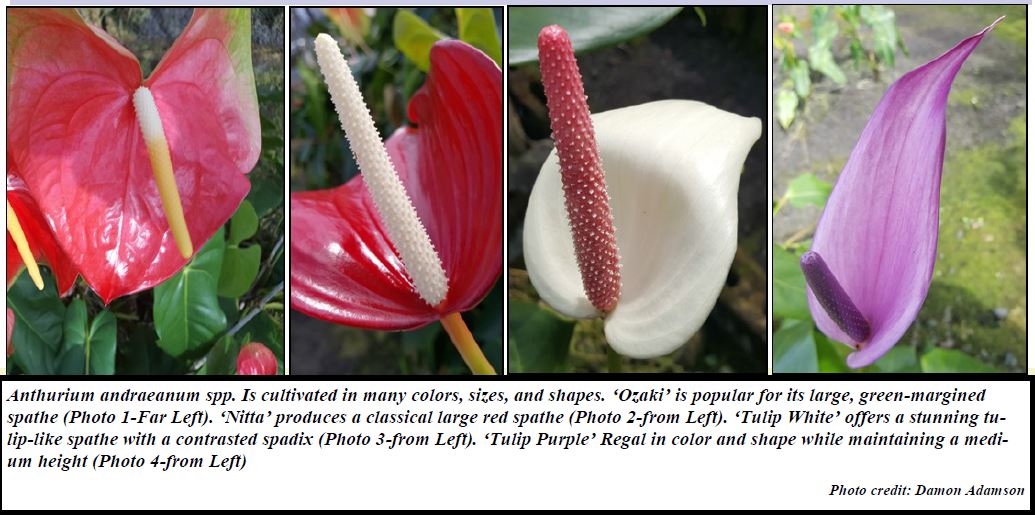 Anthurium andraeanum spp. Is cultivated in many colors, sizes, and shapes. ‘Ozaki’ is popular for its large, green-margined
spathe (Photo 1-Far Left). ‘Nitta’ produces a classical large red spathe (Photo 2-from Left). ‘Tulip White’ offers a stunning tu-
lip-like spathe with a contrasted spadix (Photo 3-from Left). ‘Tulip Purple’ Regal in color and shape while maintaining a medi-
um height (Photo 4-from Left)
Photo credit: Damon Adamson